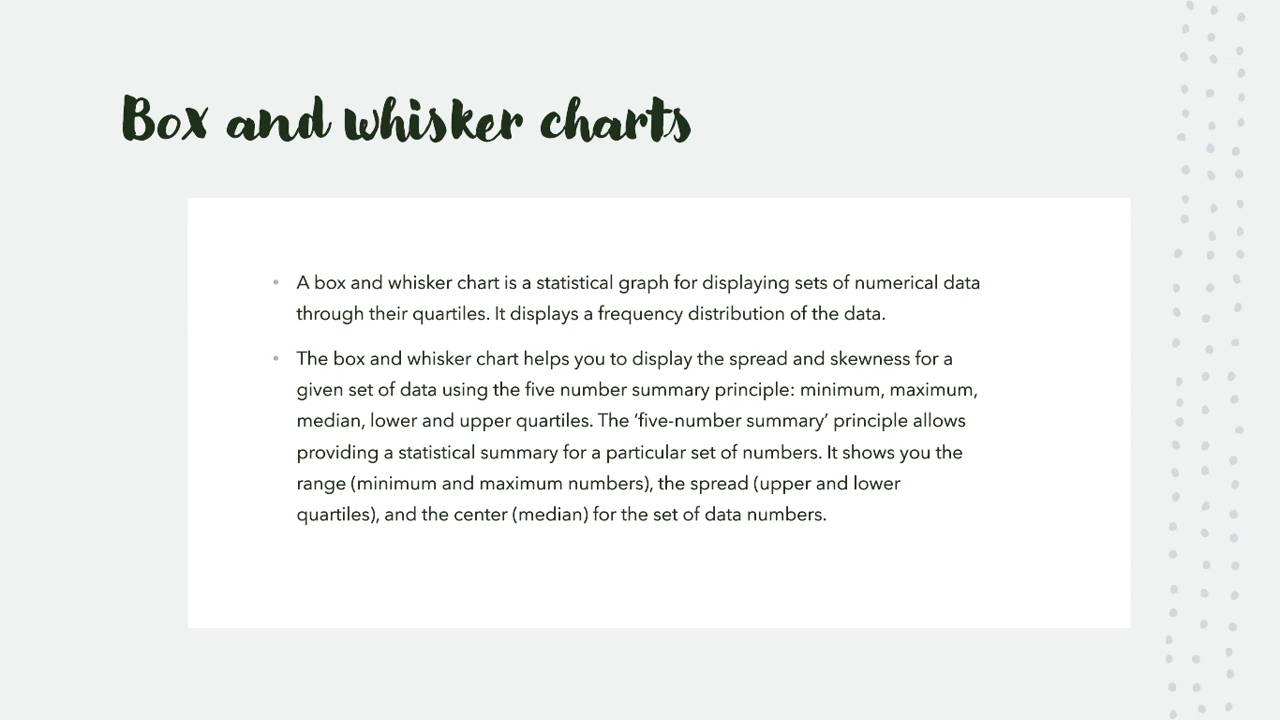 Box and whisker charts
• A box and whisker chart is a statistical graph for displaying sets of numerical data
through their quartiles. It displays a frequency distribution of the data.
• The box and whisker chart helps you to display the spread and skewness for a
given set of data using the five number summary principle: minimum, maximum,
median, lower and upper quartiles. The ‘five-number summary’ principle allows
providing a statistical summary for a particular set of numbers. It shows you the
range (minimum and maximum numbers), the spread (upper and lower
quartiles), and the center (median) for the set of data numbers.